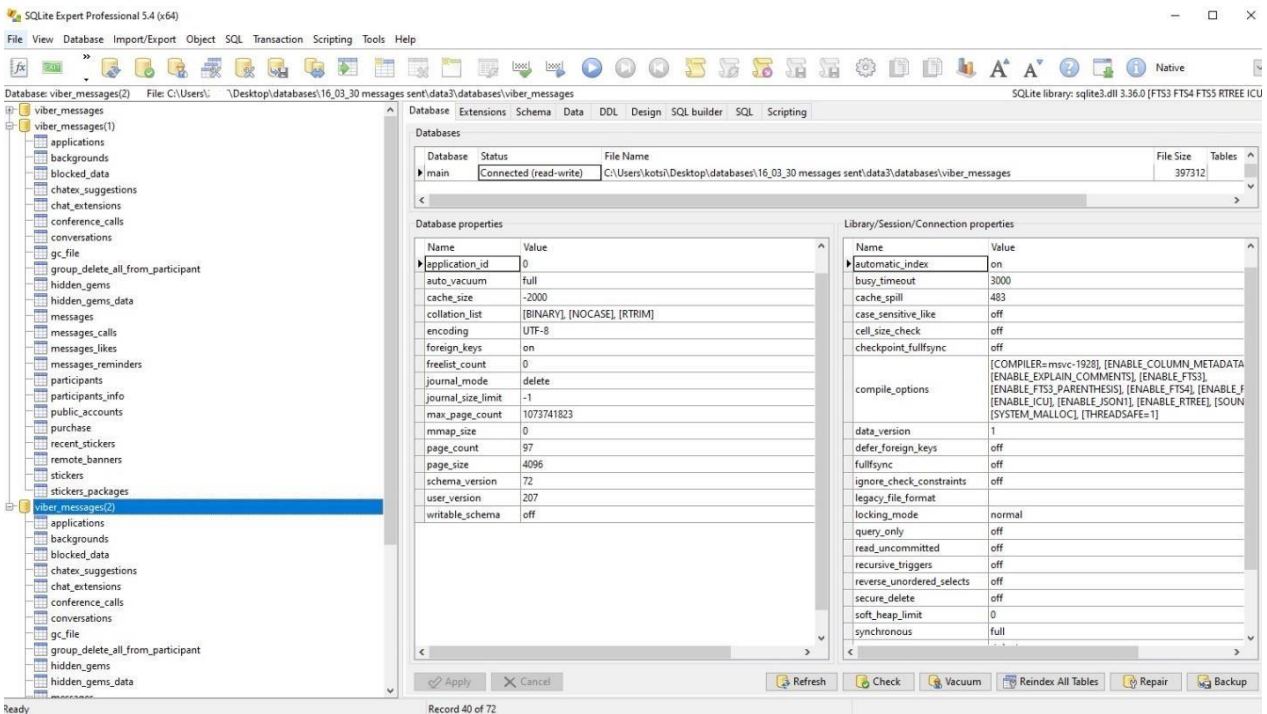 SQLite Expert Professional 5.4 (x64)
File View Database Import/Export Object SQL Transaction Scripting Tools Help
Native
Database: viber_messages(2) File: C:\Users\: \Desktop\databases\16_03_30 messages sent\data3\databases\viber_messages
SQLite library: sqlite3.dll 3.36.0 [FTS3 FTS4 FTS5 RTREE ICU
viber_messages
viber_messages(1)
applications
backgrounds
blocked_data
chatex_suggestions
chat_extensions
conference_calls
conversations
gc_file
group_delete_all_from_participant
hidden_gems
hidden_gems_data
messages
messages_calls
messages_likes
messages_reminders
participants
participants_info
public_accounts
purchase
recent_stickers
remote_banners
stickers
stickers_packages
viber_messages(2)
applications
backgrounds
blocked_data
chatex_suggestions
chat_extensions
conference_calls
conversations
gc_file
group_delete_all_from_participant
hidden_gems
hidden_gems_data
Database Extensions Schema Data DDL Design SQL builder SQL Scripting
Databases
Database Status File Name File Size Tables
main Connected (read-write) C:\Users\kotsi\Desktop\databases\16_03_30 messages sent\data3\databases\viber_messages 397312
Database properties
Name Value
application_id 0
auto_vacuum full
cache_size -2000
collation_list [BINARY], [NOCASE], [RTRIM]
encoding UTF-8
foreign_keys on
freelist_count 0
journal_mode delete
journal_size_limit -1
max_page_count 1073741823
mmap_size 0
page_count 97
page_size 4096
schema_version 72
user_version 207
writable_schema off
Library/Session/Connection properties
Name Value
automatic_index on
busy_timeout 3000
cache_spill 483
case_sensitive_like off
cell_size_check off
checkpoint_fullfsync off
compile_options [COMPILER=msvc-1928], [ENABLE_COLUMN_METADATA
[ENABLE_EXPLAIN_COMMENTS], [ENABLE_FTS3],
[ENABLE_FTS3_PARENTHESIS], [ENABLE_FTS4], [ENABLE_F
[ENABLE_ICU], [ENABLE_JSON1], [ENABLE_RTREE], [SOUN
[SYSTEM_MALLOC], [THREADSAFE=1]
data_version 1
defer_foreign_keys off
fullfsync off
ignore_check_constraints off
legacy_file_format
locking_mode normal
query_only off
read_uncommitted off
recursive_triggers off
reverse_unordered_selects off
secure_delete off
soft_heap_limit 0
synchronous full
Apply Cancel Refresh Check Vacuum Reindex All Tables Repair Backup
Ready Record 40 of 72